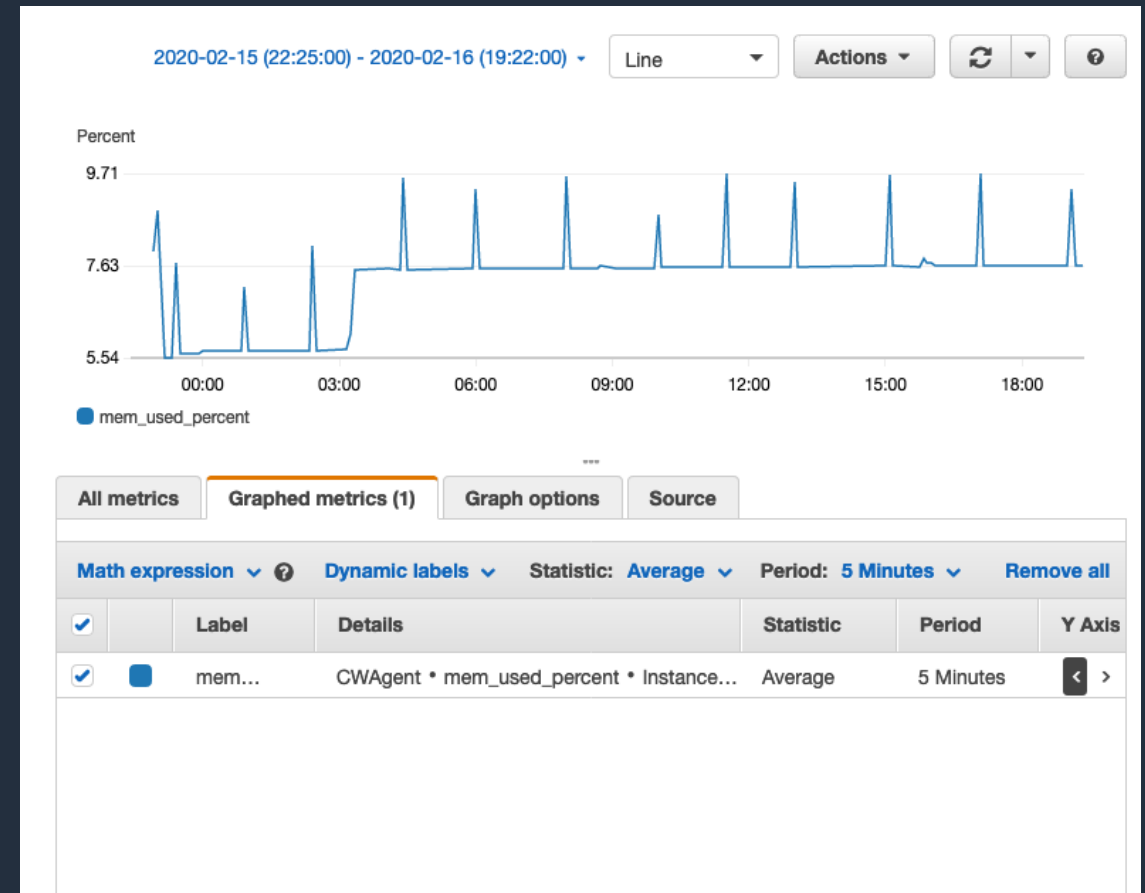 2020-02-15 (22:25:00) - 2020-02-16 (19:22:00) Line Actions
Percent
9.71
7.63
5.54
00:00 03:00 06:00 09:00 12:00 15:00 18:00
mem_used_percent
All metrics Graphed metrics (1) Graph options Source
Math expression Dynamic labels Statistic: Average Period: 5 Minutes Remove all
Label Details Statistic Period Y Axis
mem... CWAgent • mem_used_percent • Instance... Average 5 Minutes < >